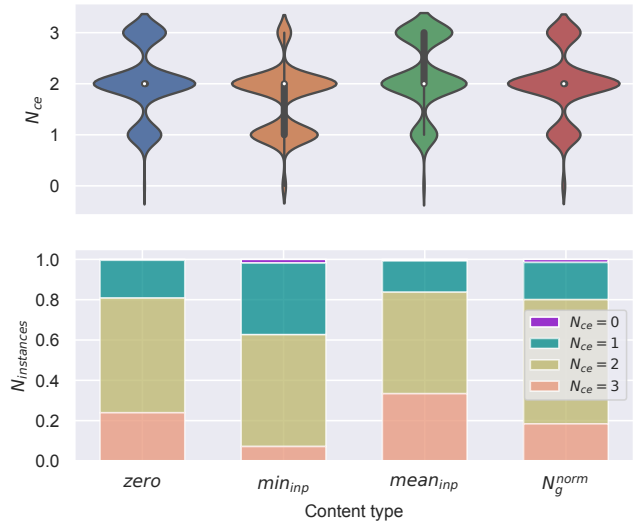 3
2
1
0
N_ce
1.0
0.8
0.6
0.4
0.2
0.0
N_instances
N_ce = 0
N_ce = 1
N_ce = 2
N_ce = 3
zero min_inp mean_inp N_g^norm
Content type